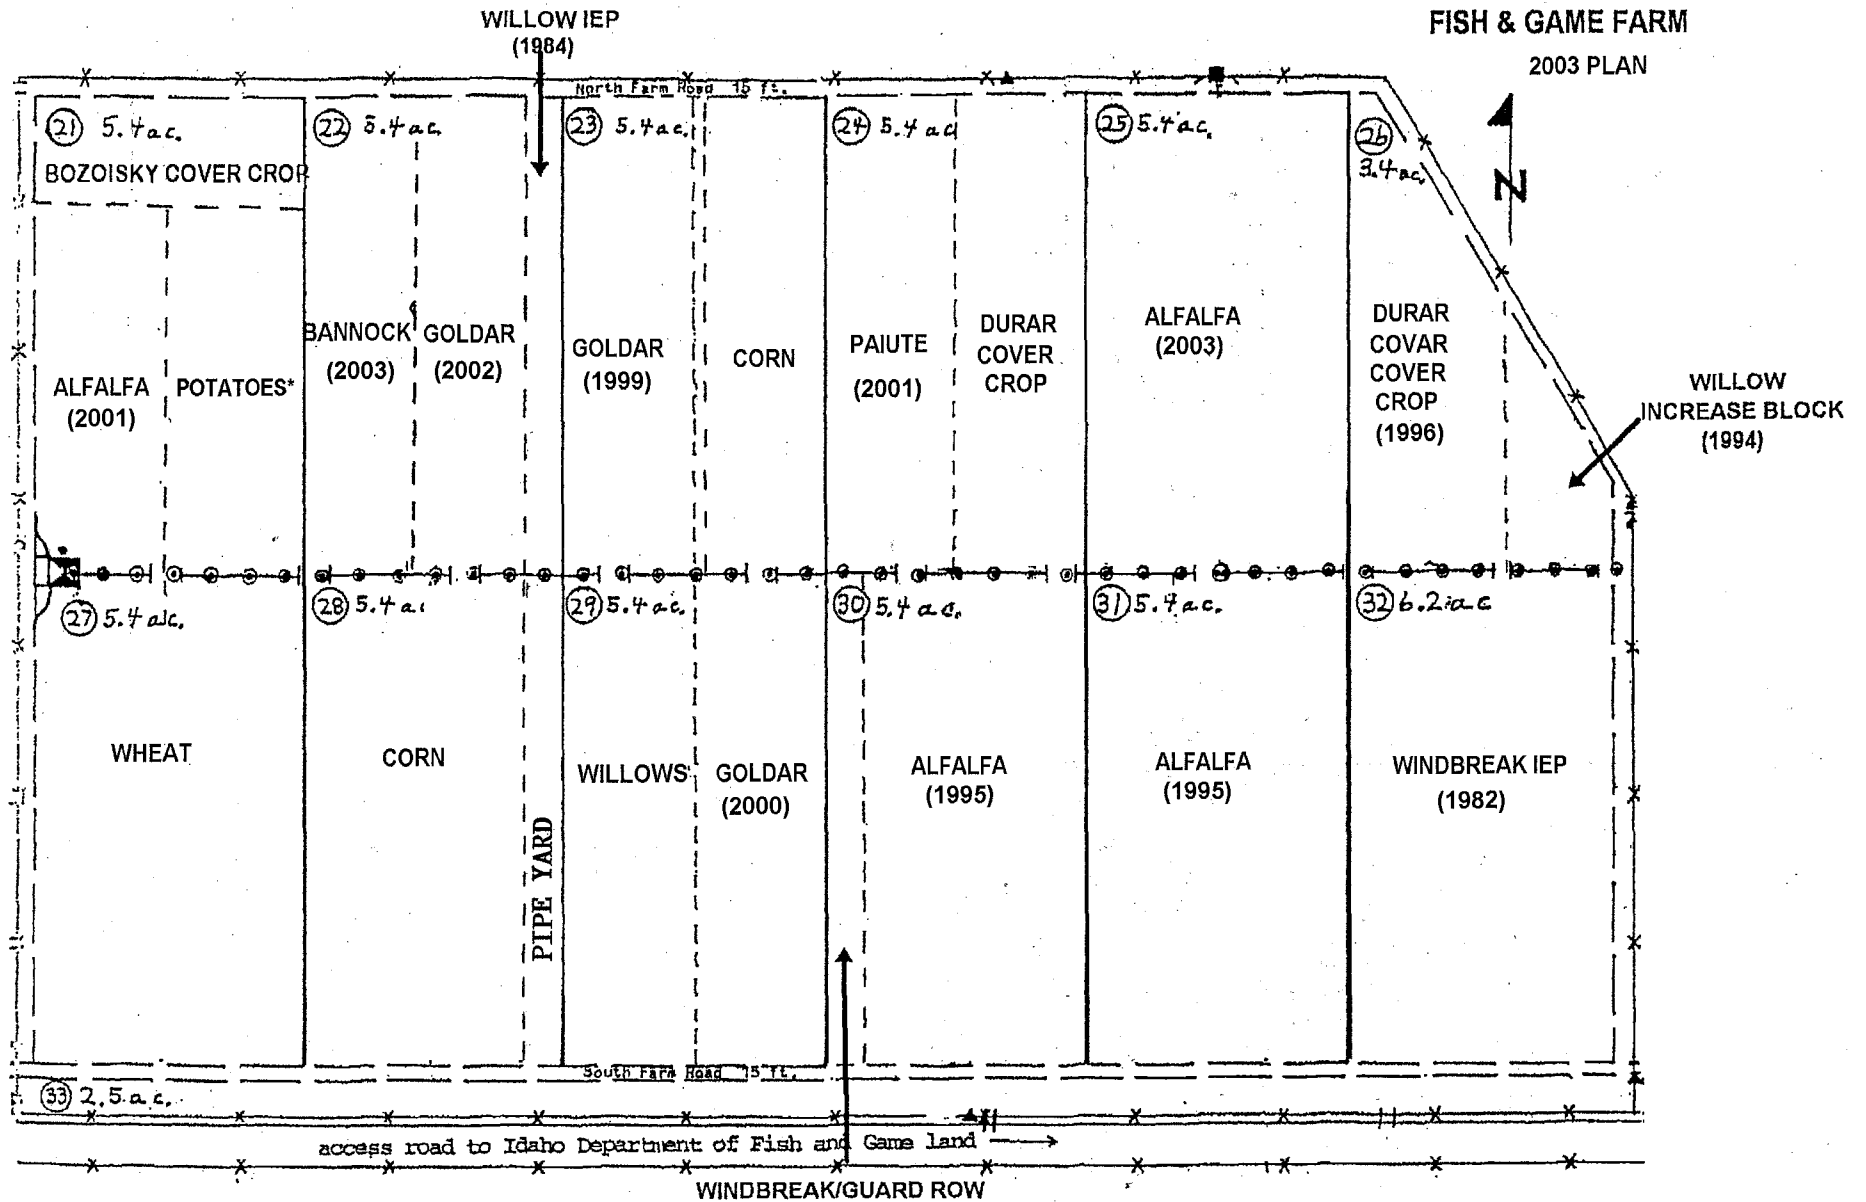 WILLOW IEP
(1984)
FISH & GAME FARM
2003 PLAN
North Farm Road 15 ft.
21 5.4 ac.
22 5.4 ac.
23 5.4 ac.
24 5.4 ac
25 5.4 ac.
26
3.4 ac.
N
BOZOISKY COVER CROP
ALFALFA
(2001)
POTATOES*
BANNOCK
(2003)
GOLDAR
(2002)
GOLDAR
(1999)
CORN
PAIUTE
(2001)
DURAR
COVER
CROP
ALFALFA
(2003)
DURAR
COVAR
COVER
CROP
(1996)
WILLOW
INCREASE BLOCK
(1994)
27 5.4 ac.
28 5.4 a.
29 5.4 ac.
30 5.4 ac.
31 5.4 ac.
32 6.2 ac
WHEAT
CORN
PIPE YARD
WILLOWS
GOLDAR
(2000)
ALFALFA
(1995)
ALFALFA
(1995)
WINDBREAK IEP
(1982)
South Farm Road 15 ft.
33 2.5 ac.
access road to Idaho Department of Fish and Game land
WINDBREAK/GUARD ROW